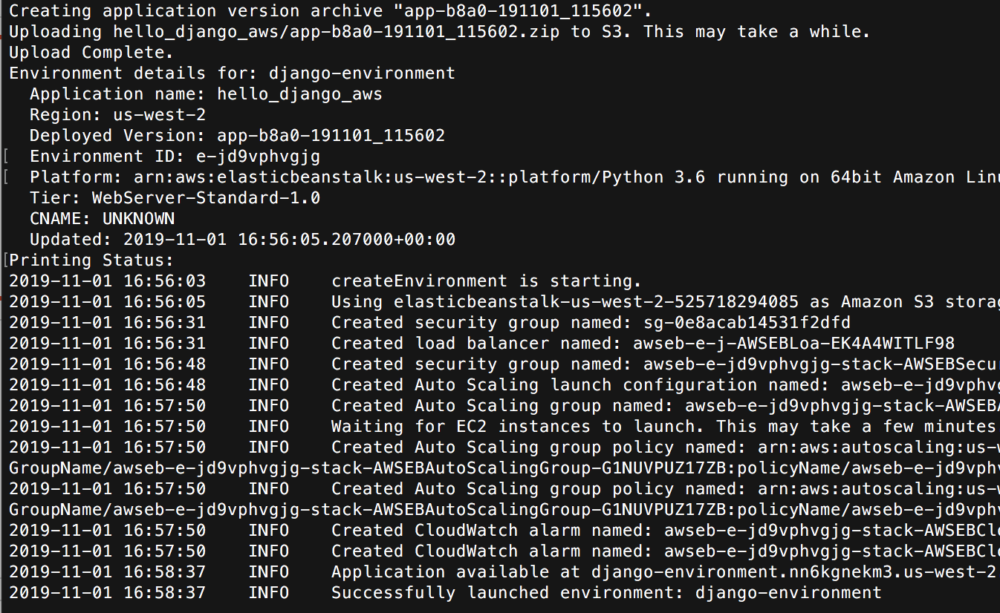 Creating application version archive "app-b8a0-191101_115602".
Uploading hello_django_aws/app-b8a0-191101_115602.zip to S3. This may take a while.
Upload Complete.
Environment details for: django-environment
  Application name: hello_django_aws
  Region: us-west-2
  Deployed Version: app-b8a0-191101_115602
[ Environment ID: e-jd9vphvgjg
[ Platform: arn:aws:elasticbeanstalk:us-west-2::platform/Python 3.6 running on 64bit Amazon Linu
  Tier: WebServer-Standard-1.0
  CNAME: UNKNOWN
  Updated: 2019-11-01 16:56:05.207000+00:00
[Printing Status:
2019-11-01 16:56:03    INFO    createEnvironment is starting.
2019-11-01 16:56:05    INFO    Using elasticbeanstalk-us-west-2-525718294085 as Amazon S3 storag
2019-11-01 16:56:31    INFO    Created security group named: sg-0e8acab14531f2dfd
2019-11-01 16:56:31    INFO    Created load balancer named: awseb-e-j-AWSEBLoa-EK4A4WITLF98
2019-11-01 16:56:48    INFO    Created security group named: awseb-e-jd9vphvgjg-stack-AWSEBSecur
2019-11-01 16:56:48    INFO    Created Auto Scaling launch configuration named: awseb-e-jd9vphvg
2019-11-01 16:57:50    INFO    Created Auto Scaling group named: awseb-e-jd9vphvgjg-stack-AWSEBA
2019-11-01 16:57:50    INFO    Waiting for EC2 instances to launch. This may take a few minutes
2019-11-01 16:57:50    INFO    Created Auto Scaling group policy named: arn:aws:autoscaling:us-w
GroupName/awseb-e-jd9vphvgjg-stack-AWSEBAutoScalingGroup-G1NUVPUZ17ZB:policyName/awseb-e-jd9vphv
2019-11-01 16:57:50    INFO    Created Auto Scaling group policy named: arn:aws:autoscaling:us-w
GroupName/awseb-e-jd9vphvgjg-stack-AWSEBAutoScalingGroup-G1NUVPUZ17ZB:policyName/awseb-e-jd9vphv
2019-11-01 16:57:50    INFO    Created CloudWatch alarm named: awseb-e-jd9vphvgjg-stack-AWSEBClo
2019-11-01 16:57:50    INFO    Created CloudWatch alarm named: awseb-e-jd9vphvgjg-stack-AWSEBClo
2019-11-01 16:58:37    INFO    Application available at django-environment.nn6kgnekm3.us-west-2
2019-11-01 16:58:37    INFO    Successfully launched environment: django-environment